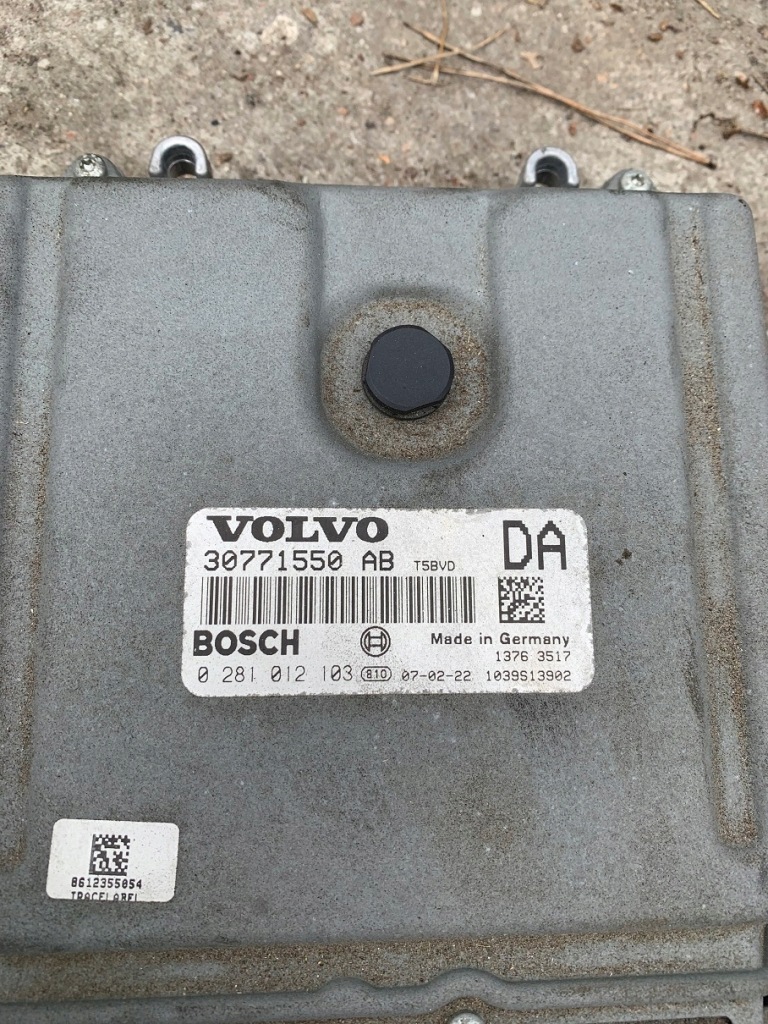 VOLVO
DA
30771550 AB T5BVD
BOSCH
Made in Germany
1376 3517
0 281 012 103 810 07-02-22 1039S13902
8612355054
TRACELABEL